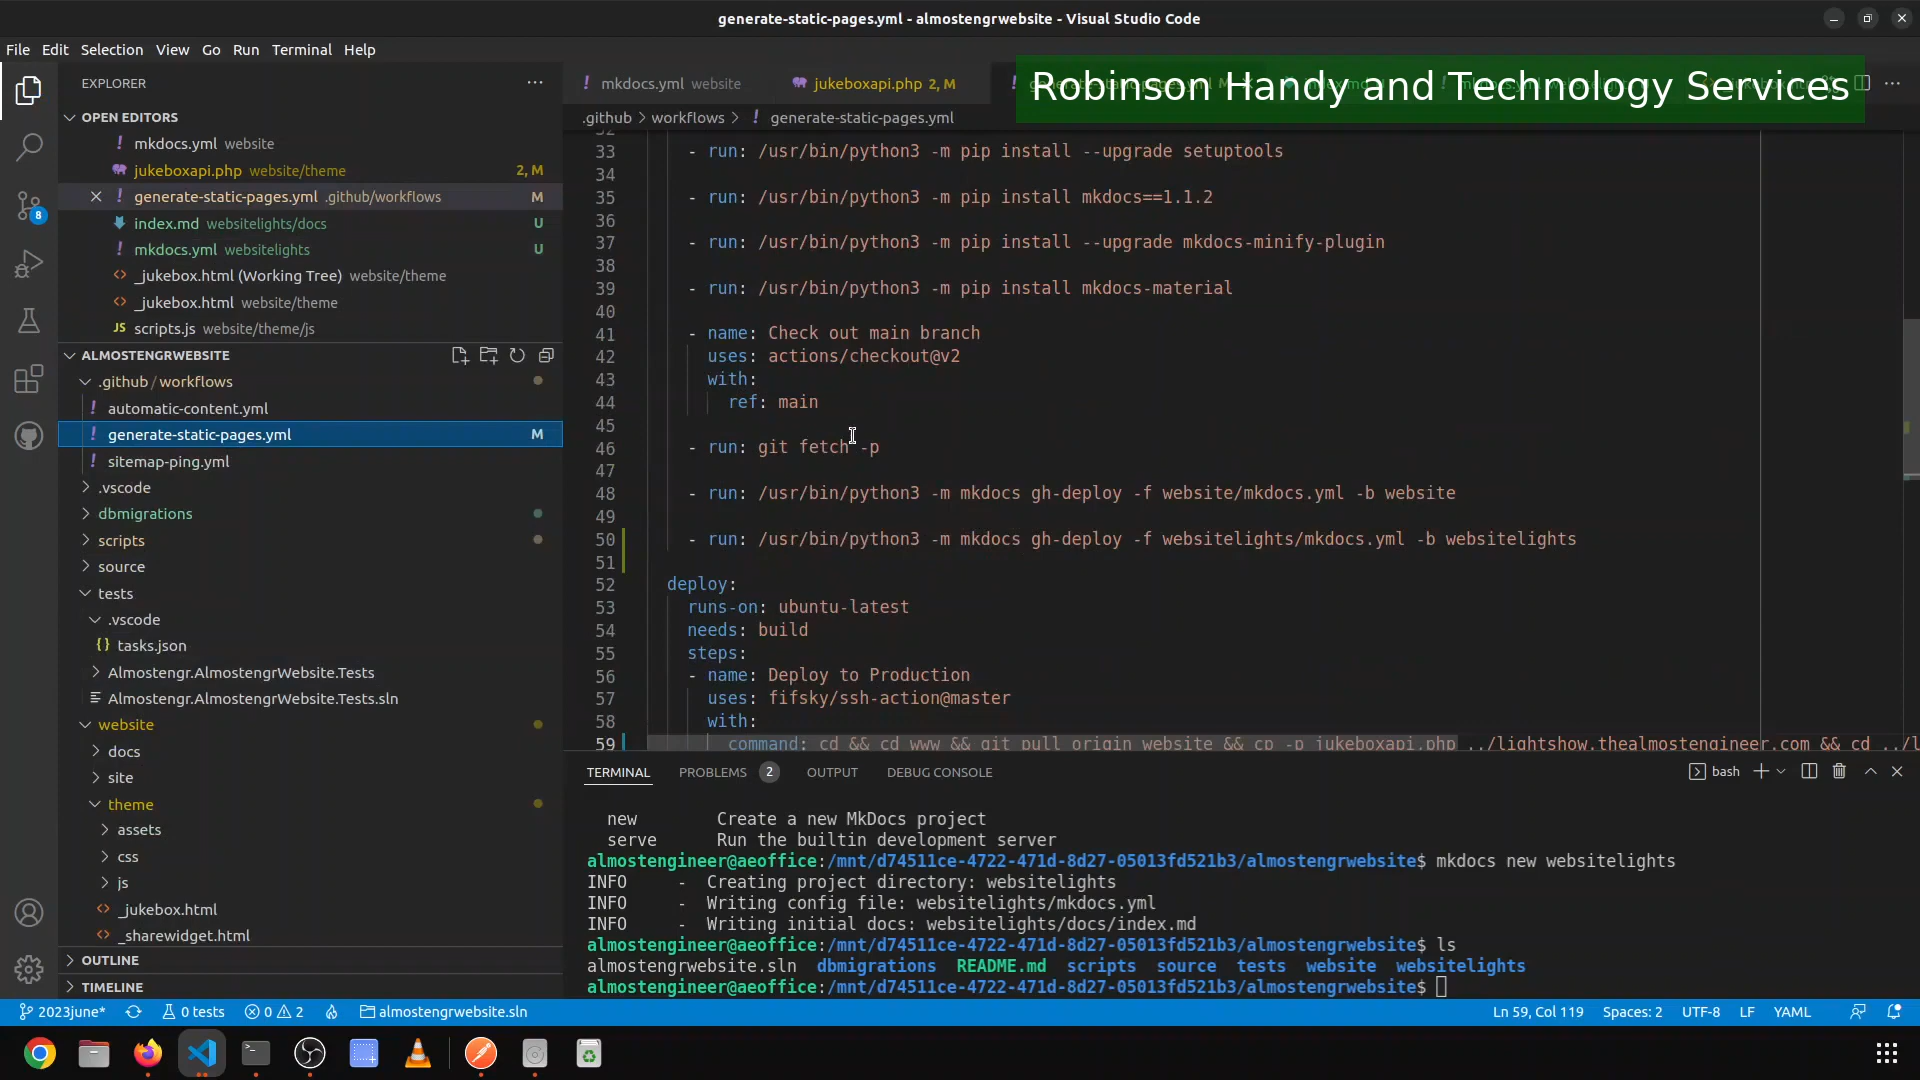 generate-static-pages.yml - almostengrwebsite - Visual Studio Code
File Edit Selection View Go Run Terminal Help
Robinson Handy and Technology Services
EXPLORER
OPEN EDITORS
mkdocs.yml website
jukeboxapi.php website/theme 2, M
generate-static-pages.yml .github/workflows M
index.md websitelights/docs U
mkdocs.yml websitelights U
_jukebox.html (Working Tree) website/theme
_jukebox.html website/theme
JS scripts.js website/theme/js
ALMOSTENGRWEBSITE
.github/workflows
automatic-content.yml
generate-static-pages.yml M
sitemap-ping.yml
.vscode
dbmigrations
scripts
source
tests
.vscode
tasks.json
Almostengr.AlmostengrWebsite.Tests
Almostengr.AlmostengrWebsite.Tests.sln
website
docs
site
theme
assets
css
js
_jukebox.html
_sharewidget.html
OUTLINE
TIMELINE
8
mkdocs.yml website
jukeboxapi.php 2, M
.github > workflows > generate-static-pages.yml
33 - run: /usr/bin/python3 -m pip install --upgrade setuptools
34
35 - run: /usr/bin/python3 -m pip install mkdocs==1.1.2
36
37 - run: /usr/bin/python3 -m pip install --upgrade mkdocs-minify-plugin
38
39 - run: /usr/bin/python3 -m pip install mkdocs-material
40
41 - name: Check out main branch
42 uses: actions/checkout@v2
43 with:
44 ref: main
45
46 - run: git fetch -p
47
48 - run: /usr/bin/python3 -m mkdocs gh-deploy -f website/mkdocs.yml -b website
49
50 - run: /usr/bin/python3 -m mkdocs gh-deploy -f websitelights/mkdocs.yml -b websitelights
51
52 deploy:
53 runs-on: ubuntu-latest
54 needs: build
55 steps:
56 - name: Deploy to Production
57 uses: fifsky/ssh-action@master
58 with:
59 command: cd && cd www && git pull origin website && cp -p jukeboxapi.php ../lightshow.thealmostengineer.com && cd ../l
TERMINAL PROBLEMS 2 OUTPUT DEBUG CONSOLE bash
new Create a new MkDocs project
serve Run the builtin development server
almostengineer@aeoffice:/mnt/d74511ce-4722-471d-8d27-05013fd521b3/almostengrwebsite$ mkdocs new websitelights
INFO - Creating project directory: websitelights
INFO - Writing config file: websitelights/mkdocs.yml
INFO - Writing initial docs: websitelights/docs/index.md
almostengineer@aeoffice:/mnt/d74511ce-4722-471d-8d27-05013fd521b3/almostengrwebsite$ ls
almostengrwebsite.sln dbmigrations README.md scripts source tests website websitelights
almostengineer@aeoffice:/mnt/d74511ce-4722-471d-8d27-05013fd521b3/almostengrwebsite$
2023june* 0 tests 0 2 almostengrwebsite.sln Ln 59, Col 119 Spaces: 2 UTF-8 LF YAML